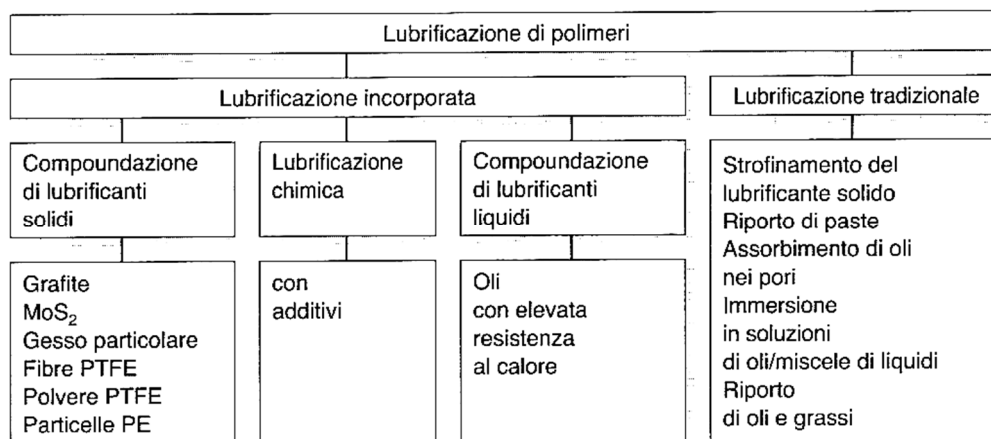 Lubrificazione di polimeri
Lubrificazione incorporata
Lubrificazione tradizionale
Compoundazione
di lubrificanti
solidi
Lubrificazione
chimica
Compoundazione
di lubrificanti
liquidi
Strofinamento del
lubrificante solido
Riporto di paste
Assorbimento di oli
nei pori
Immersione
in soluzioni
di oli/miscele di liquidi
Riporto
di oli e grassi
Grafite
MoS₂
Gesso particolare
Fibre PTFE
Polvere PTFE
Particelle PE
con
additivi
Oli
con elevata
resistenza
al calore